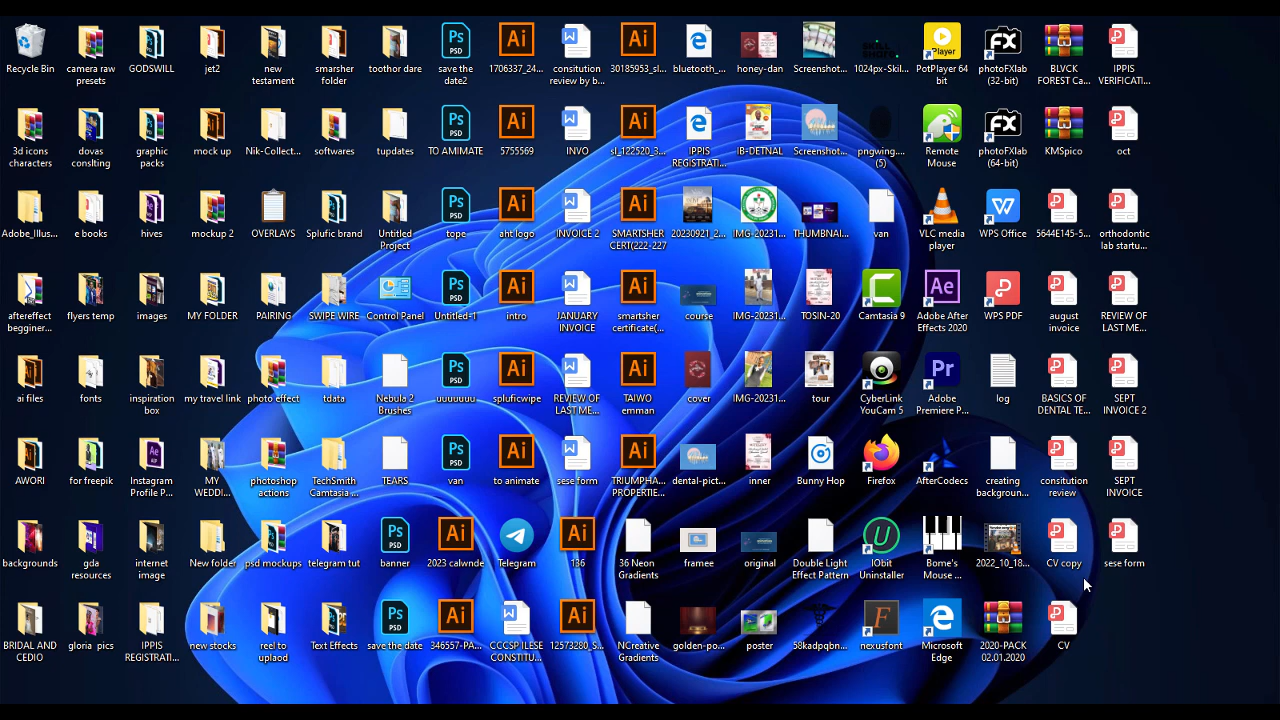 Recycle Bin
camera raw
presets
GODSWILL
jet2
new
testament
smarsher
folder
toothor dare
save the
date2
1706337_24...
consitution
review by b...
30185953_sl...
bluetooth_...
honey-dan
Screenshot...
1024px-Skil...
PotPlayer 64
bit
photoFXlab
(32-bit)
BLVCK
FOREST Ca...
IPPIS
VERIFICATI...
3d icons
characters
dovas
conslting
graphic
packs
mock up
Nik-Collect...
softwares
tupdates
TO AMIMATE
5755569
INVO
sl_122520_3...
IPPIS
REGISTRATI...
IB-DETNAL
Screenshot...
pngwing....
(5)
Remote
Mouse
photoFXlab
(64-bit)
KMSpico
oct
Adobe_Illus...
e books
hives
mockup 2
OVERLAYS
Splufic brand
Untitled
Project
tope
aht logo
INVOICE 2
SMARTSHER
CERT(222-227
20230921_2...
IMG-20231...
THUMBNAI...
van
VLC media
player
WPS Office
5644E145-5...
orthodontic
lab startu...
aftereffect
begginer...
flyers temp
images
MY FOLDER
PAIRING
SWIPE WIRE
Control Panel
Untitled-1
intro
JANUARY
INVOICE
smartsher
certificate(...
course
IMG-20231...
TOSIN-20
Camtasia 9
Adobe After
Effects 2020
WPS PDF
august
invoice
REVIEW OF
LAST ME...
ai files
fonts
inspiration
box
my travel link
photo effect
tdata
Nebula 2
Brushes
uuuuuuu
spluficwipe
REVIEW OF
LAST ME...
TAIWO
emman
cover
IMG-20231...
tour
CyberLink
YouCam 5
Adobe
Premiere P...
log
BASICS OF
DENTAL TE...
SEPT
INVOICE 2
AWORI
for freepik
Instagram
Profile P...
MY
WEDDI...
photoshop
actions
TechSmith
Camtasia ...
TEARS
van
to animate
sese form
TRIUMPHA...
PROPERTIE...
dental-pict...
inner
Bunny Hop
Firefox
AfterCodecs
creating
backgroun...
consitution
review
SEPT
INVOICE
backgrounds
gda
resources
internet
image
New folder
psd mockups
telegram tut
banner
2023 calwnde
Telegram
136
36 Neon
Gradients
framee
original
Double Light
Effect Pattern
IObit
Uninstaller
Bome's
Mouse ...
2022_10_18...
CV copy
sese form
BRIDAL AND
CEDIO
gloria pics
IPPIS
REGISTRATI...
new stocks
reel to
uplaod
Text Effects
save the date
346557-PA...
CCCSP ILESE
CONSTITU...
12573280_S...
NCreative
Gradients
golden-po...
poster
58kadpqbn...
nexusfont
Microsoft
Edge
2020-PACK
02.01.2020
CV